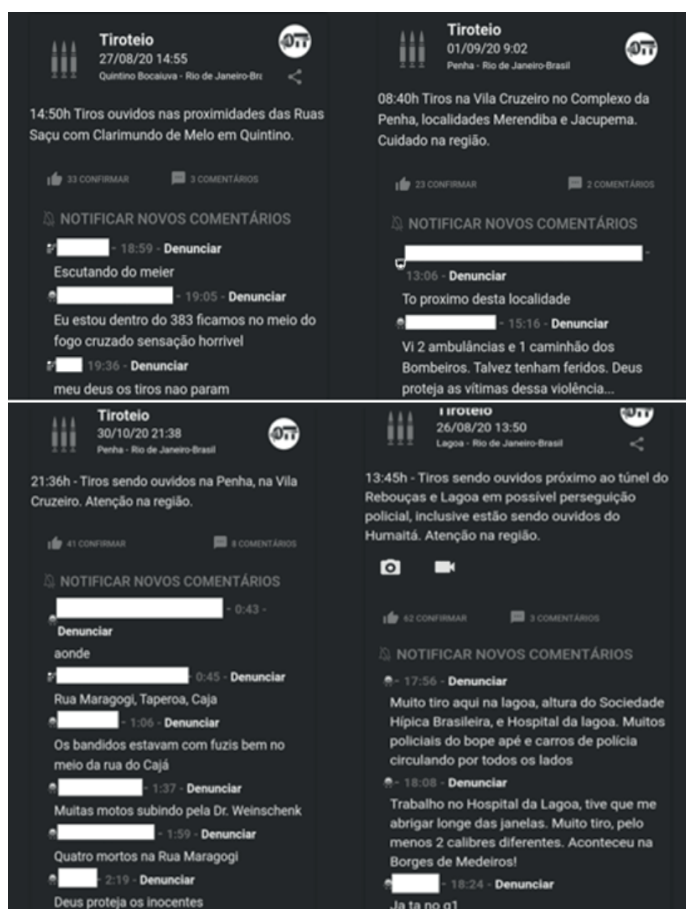 Tiroteio
27/08/20 14:55
Quintino Bocaiuva - Rio de Janeiro-Bra
OTT
14:50h Tiros ouvidos nas proximidades das Ruas
Saçu com Clarimundo de Melo em Quintino.
33 CONFIRMAR 3 COMENTÁRIOS
NOTIFICAR NOVOS COMENTÁRIOS
- 18:59 - Denunciar
Escutando do meier
- 19:05 - Denunciar
Eu estou dentro do 383 ficamos no meio do
fogo cruzado sensação horrivel
19:36 - Denunciar
meu deus os tiros nao param
Tiroteio
01/09/20 9:02
Penha - Rio de Janeiro-Brasil
OTT
08:40h Tiros na Vila Cruzeiro no Complexo da
Penha, localidades Merendiba e Jacupema.
Cuidado na região.
23 CONFIRMAR 2 COMENTÁRIOS
NOTIFICAR NOVOS COMENTÁRIOS
-
13:06 - Denunciar
To proximo desta localidade
- 15:16 - Denunciar
Vi 2 ambulâncias e 1 caminhão dos
Bombeiros. Talvez tenham feridos. Deus
proteja as vítimas dessa violência...
Tiroteio
30/10/20 21:38
Penha - Rio de Janeiro-Brasil
OTT
21:36h - Tiros sendo ouvidos na Penha, na Vila
Cruzeiro. Atenção na região.
41 CONFIRMAR 8 COMENTÁRIOS
NOTIFICAR NOVOS COMENTÁRIOS
- 0:43 -
Denunciar
aonde
- 0:45 - Denunciar
Rua Maragogi, Taperoa, Caja
- 1:06 - Denunciar
Os bandidos estavam com fuzis bem no
meio da rua do Cajá
- 1:37 - Denunciar
Muitas motos subindo pela Dr. Weinschenk
- 1:59 - Denunciar
Quatro mortos na Rua Maragogi
- 2:19 - Denunciar
Deus proteja os inocentes
Tiroteio
26/08/20 13:50
Lagoa - Rio de Janeiro-Brasil
OTT
13:45h - Tiros sendo ouvidos próximo ao túnel do
Rebouças e Lagoa em possível perseguição
policial, inclusive estão sendo ouvidos do
Humaitá. Atenção na região.
62 CONFIRMAR 3 COMENTÁRIOS
NOTIFICAR NOVOS COMENTÁRIOS
- 17:56 - Denunciar
Muito tiro aqui na lagoa, altura do Sociedade
Hípica Brasileira, e Hospital da lagoa. Muitos
policiais do bope apé e carros de polícia
circulando por todos os lados
- 18:08 - Denunciar
Trabalho no Hospital da Lagoa, tive que me
abrigar longe das janelas. Muito tiro, pelo
menos 2 calibres diferentes. Aconteceu na
Borges de Medeiros!
- 18:24 - Denunciar
Ja ta no g1